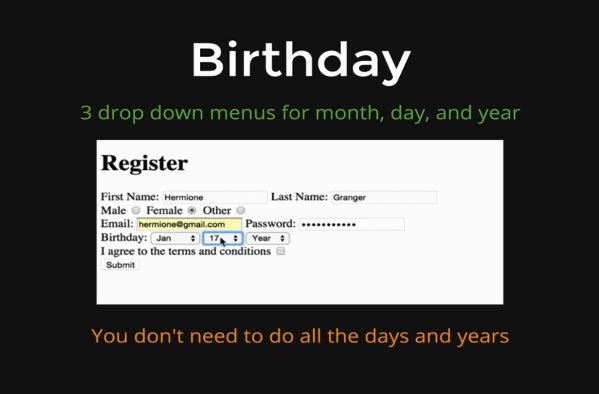 Birthday
3 drop down menus for month, day, and year
Register
First Name: Hermione Last Name: Granger
Male Female Other
Email: hermione@gmail.com Password: •••••••••••
Birthday: Jan 17 Year
I agree to the terms and conditions
Submit
You don't need to do all the days and years